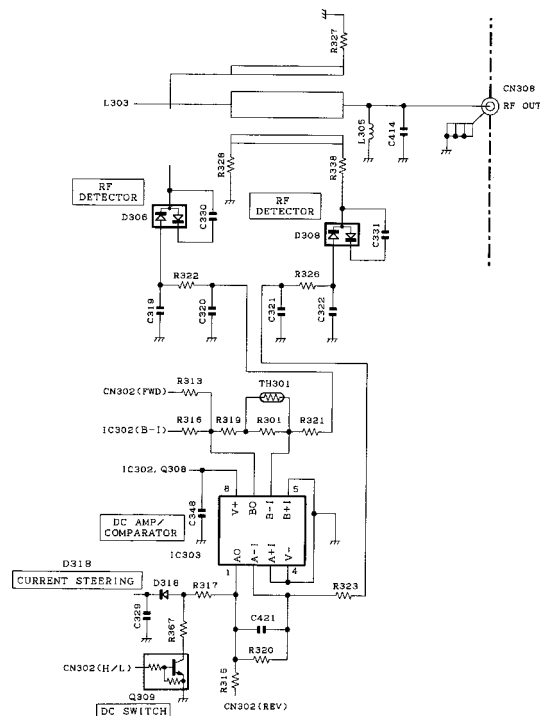 R327
CN308
L303
RF OUT
L305
C414
R328
R338
RF
DETECTOR
C330
RF
DETECTOR
D306
D308
C331
R322
R326
C319
C320
C321
C322
R313
TH301
CN302(FWD)
R316
R319
R301
R321
IC302(B-I)
IC302, Q308
8
5
V+
BO
B-I
B+I
C348
DC AMP/
COMPARATOR
IC303
AO
A-I
A+I
V-
1
4
D318
CURRENT STEERING
D318
R317
R323
C329
R367
C421
R320
CN302(H/L)
R315
Q309
DC SWITCH
CN302(REV)